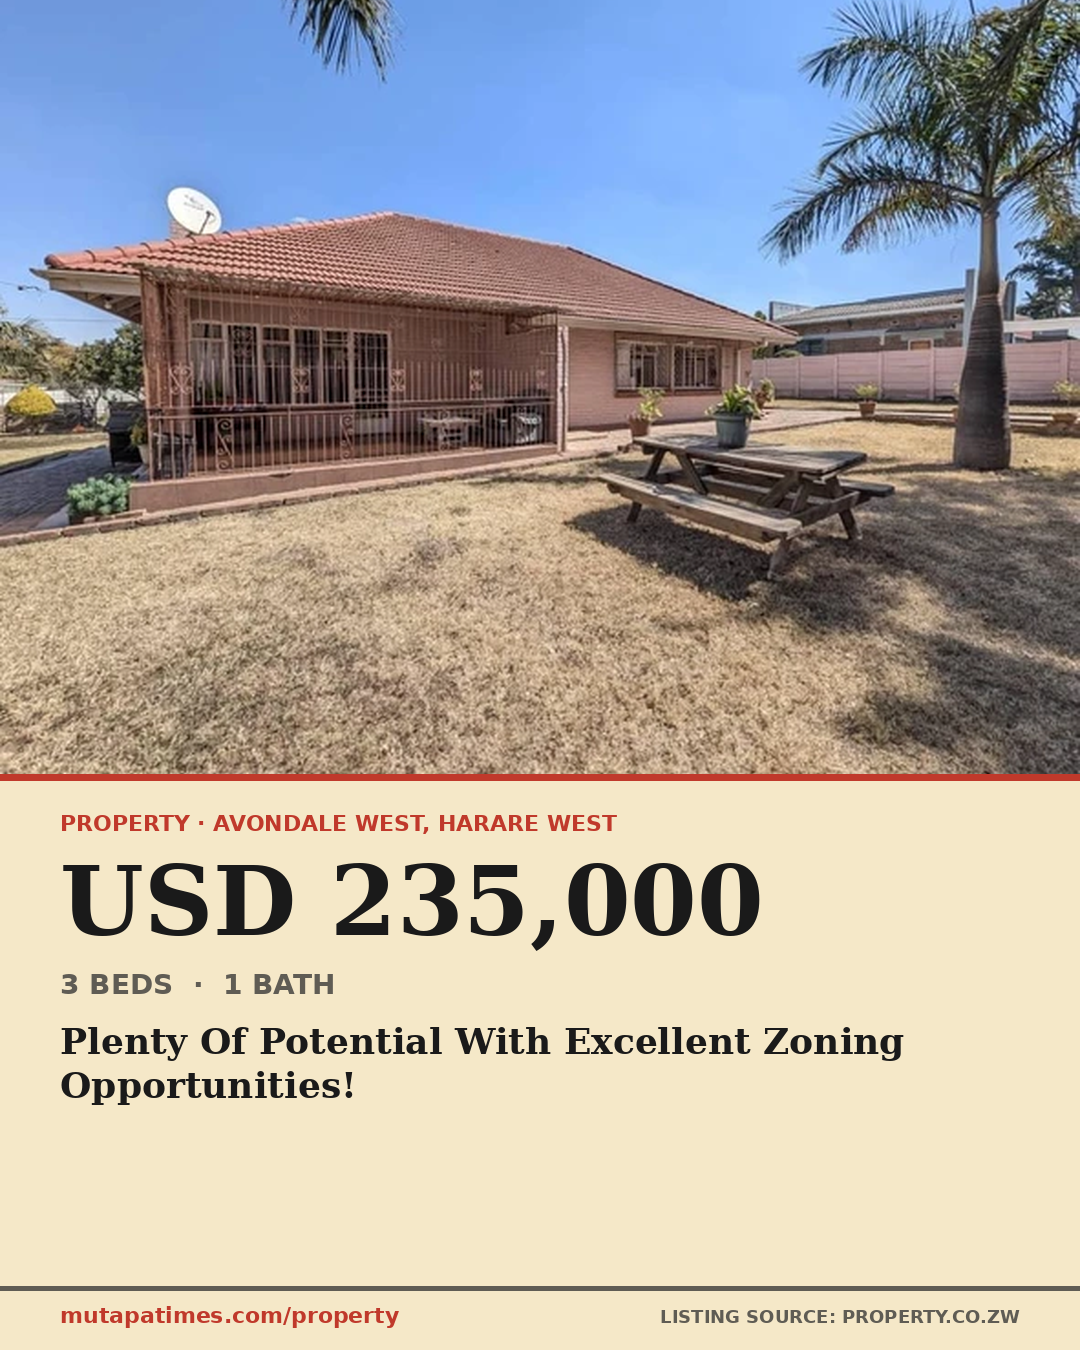 PROPERTY · AVONDALE WEST, HARARE WEST
USD 235,000
3 BEDS · 1 BATH
Plenty Of Potential With Excellent Zoning
Opportunities!
mutapatimes.com/property
LISTING SOURCE: PROPERTY.CO.ZW